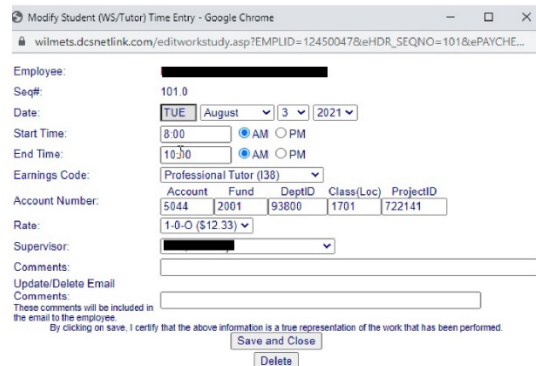 Modify Student (WS/Tutor) Time Entry - Google Chrome
wilmets.dcsnetlink.com/editworkstudy.asp?EMPLID=12450047&eHDR_SEQNO=101&ePAYCHE...
Employee:
Seq#: 101.0
Date: TUE August 3 2021
Start Time: 8:00 AM PM
End Time: 10:00 AM PM
Earnings Code: Professional Tutor (I38)
Account Fund DeptID Class(Loc) ProjectID
Account Number: 5044 2001 93800 1701 722141
Rate: 1-0-O ($12.33)
Supervisor:
Comments:
Update/Delete Email
Comments:
These comments will be included in
the email to the employee.
By clicking on save, I certify that the above information is a true representation of the work that has been performed.
Save and Close
Delete